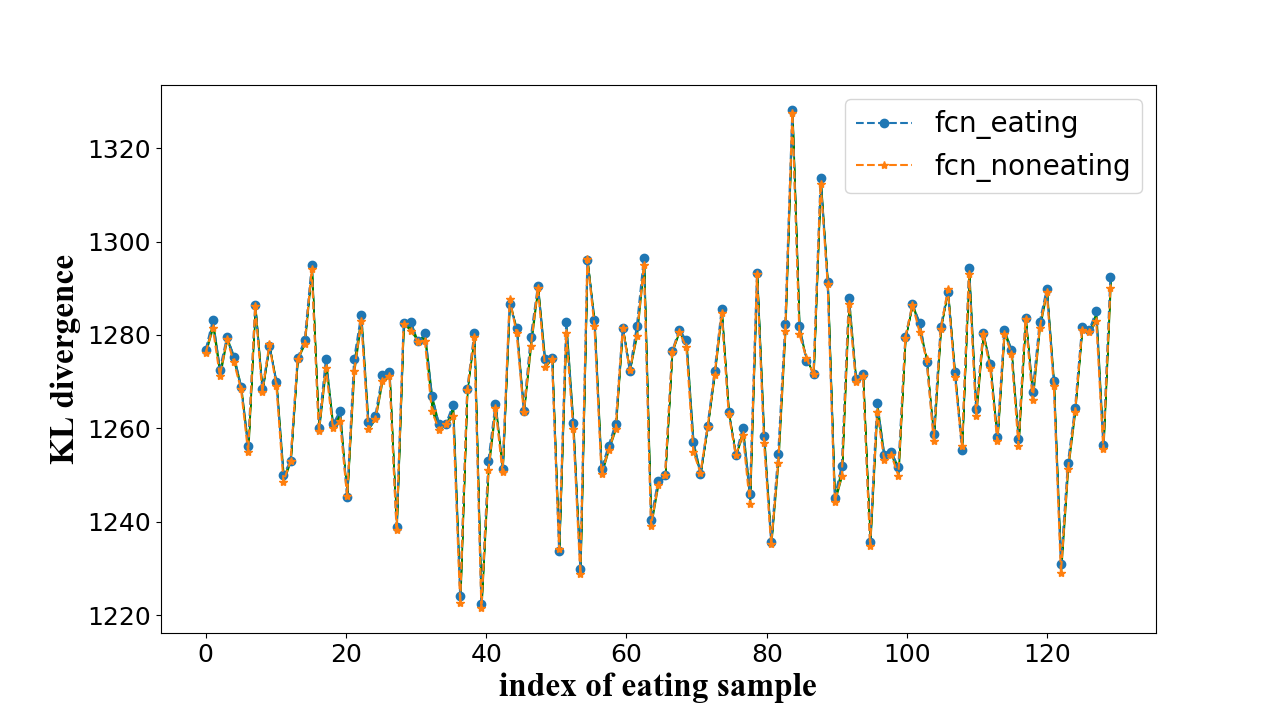 fcn_eating
fcn_noneating
KL divergence
1320
1300
1280
1260
1240
1220
0 20 40 60 80 100 120
index of eating sample